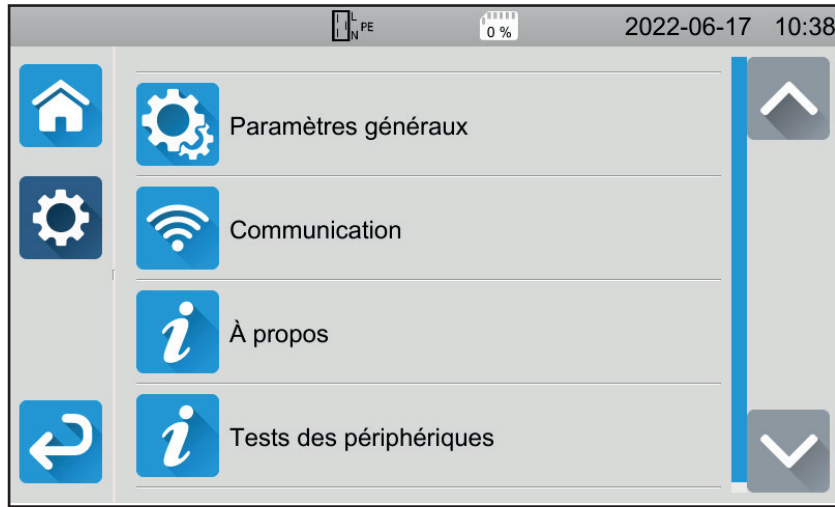 L
N PE
0 %
2022-06-17 10:38
Paramètres généraux
Communication
À propos
Tests des périphériques